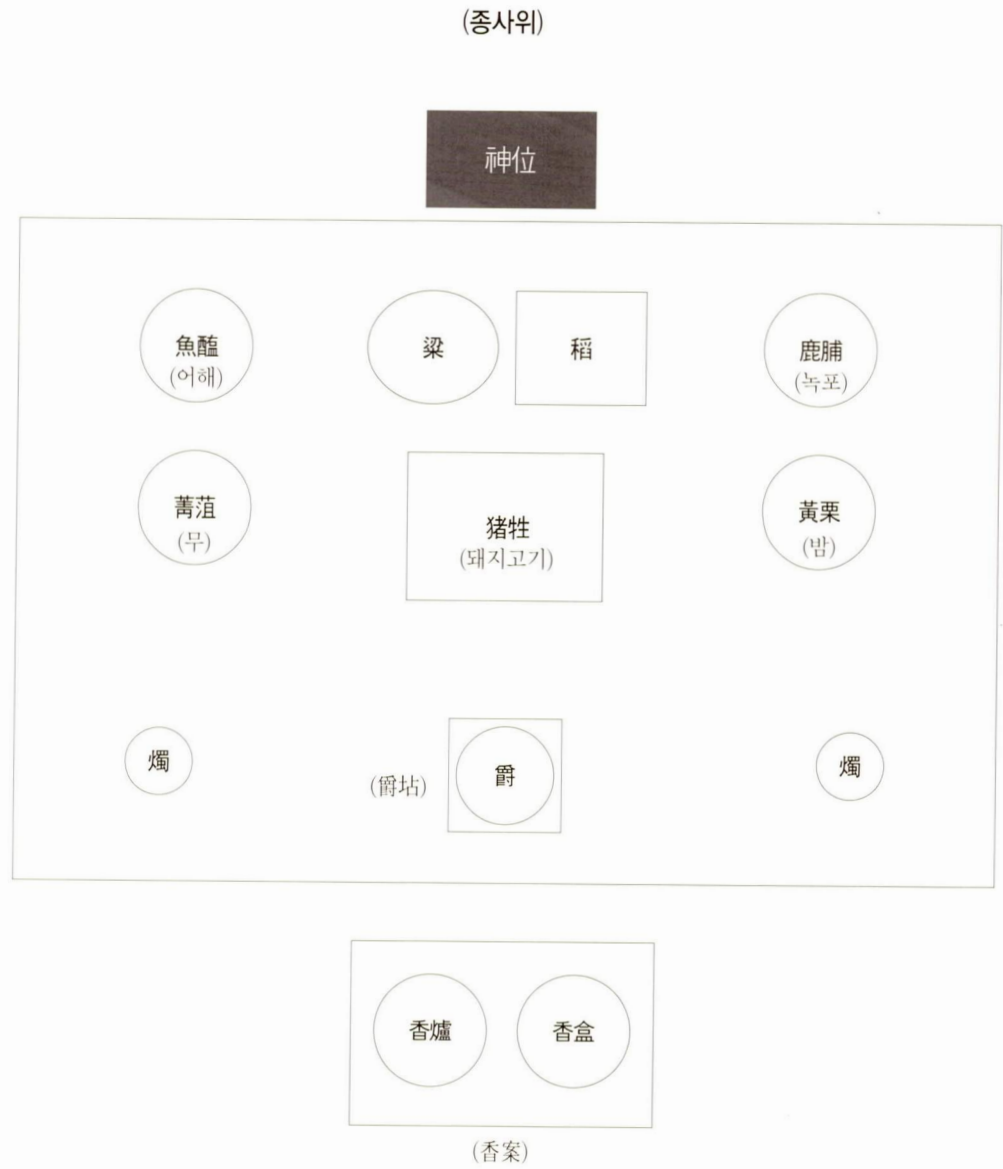 (종사위)
神位
魚醢
(어해)
粱
稻
鹿脯
(녹포)
菁菹
(무)
猪牲
(돼지고기)
黃栗
(밤)
燭
(爵坫)
爵
燭
香爐
香盒
(香案)